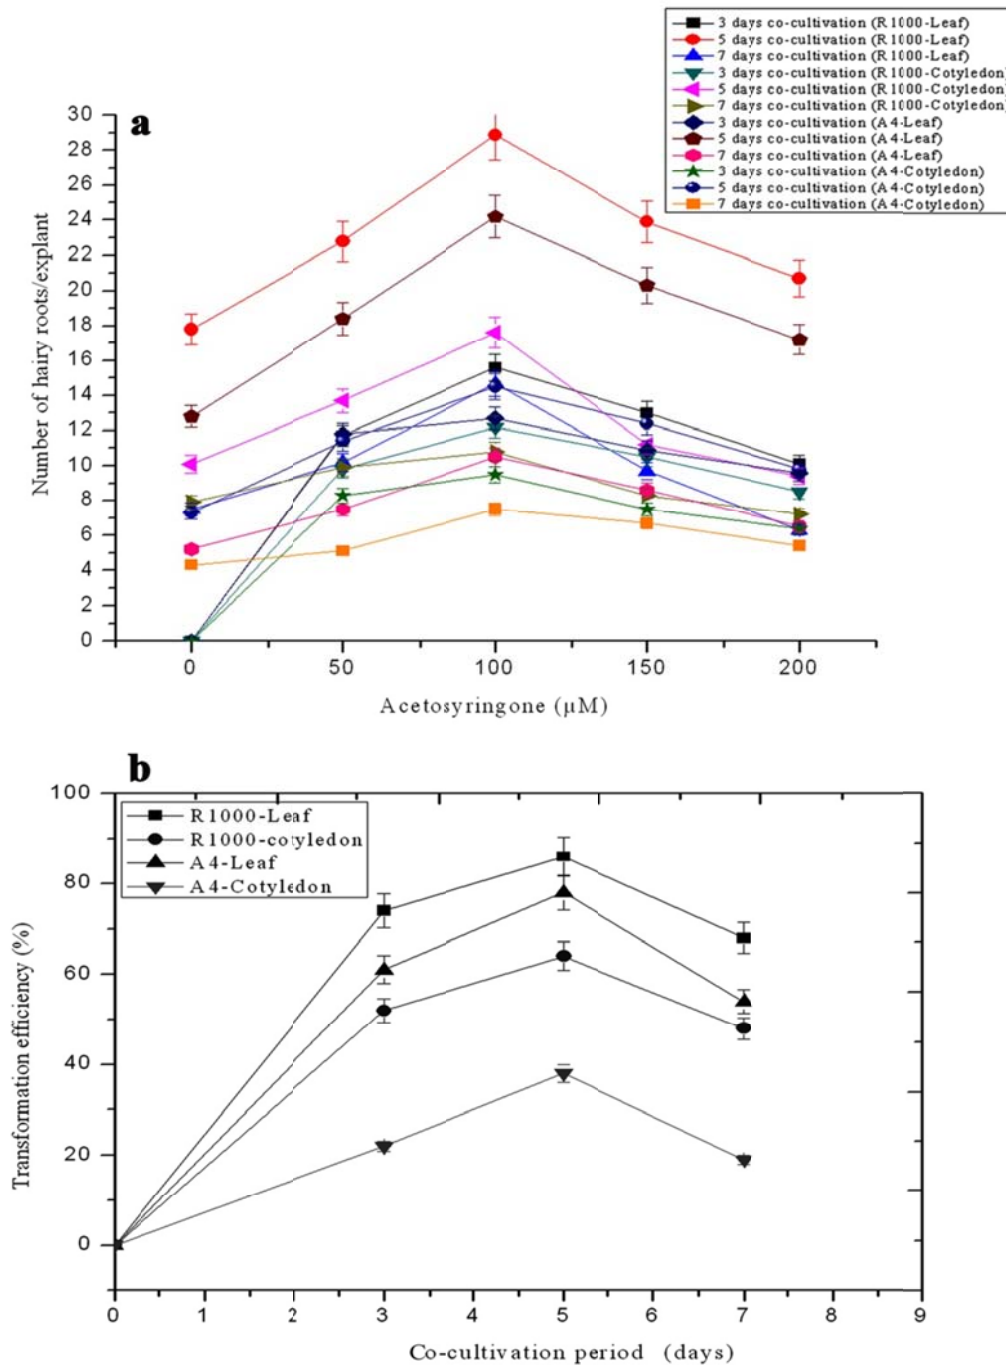 3 days co-cultivation (R1000-Leaf)
5 days co-cultivation (R1000-Leaf)
7 days co-cultivation (R1000-Leaf)
3 days co-cultivation (R1000-Cotyledon)
5 days co-cultivation (R1000-Cotyledon)
7 days co-cultivation (R1000-Cotyledon)
3 days co-cultivation (A4-Leaf)
5 days co-cultivation (A4-Leaf)
7 days co-cultivation (A4-Leaf)
3 days co-cultivation (A4-Cotyledon)
5 days co-cultivation (A4-Cotyledon)
7 days co-cultivation (A4-Cotyledon)
a
30
28
26
24
22
20
18
16
14
12
10
8
6
4
2
0
Number of hairy roots/explant
0 50 100 150 200
Acetosyringone (µM)
b
R1000-Leaf
R1000-cotyledon
A4-Leaf
A4-Cotyledon
100
80
60
40
20
0
Transformation efficiency (%)
0 1 2 3 4 5 6 7 8 9
Co-cultivation period (days)